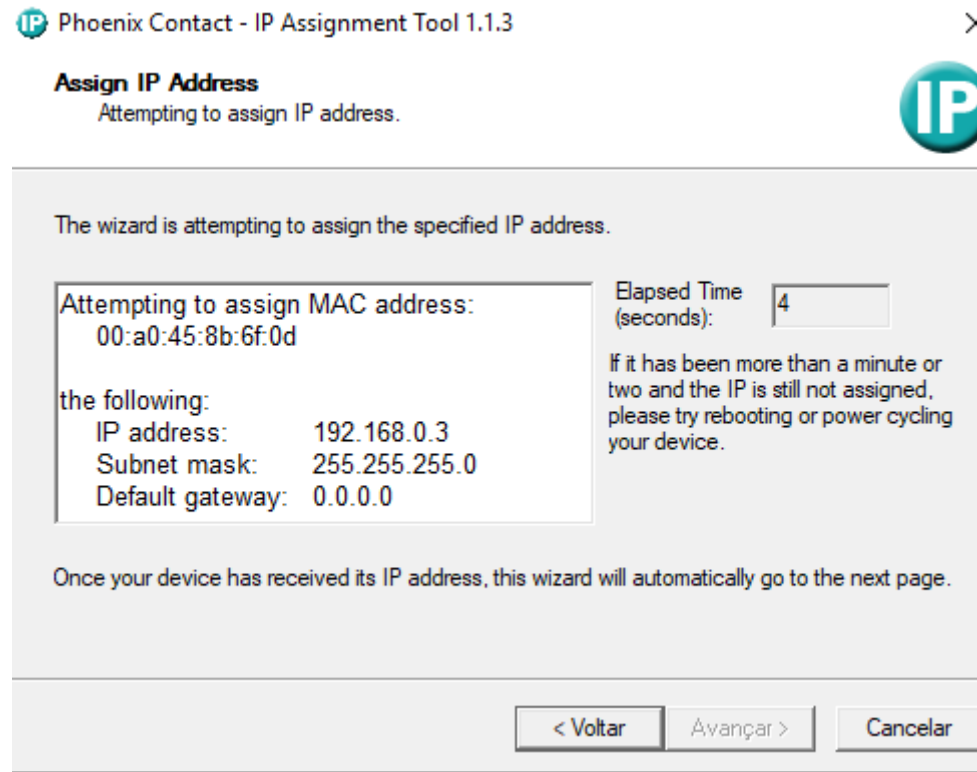 IP Phoenix Contact - IP Assignment Tool 1.1.3
Assign IP Address
Attempting to assign IP address.
IP
The wizard is attempting to assign the specified IP address.
Attempting to assign MAC address:
00:a0:45:8b:6f:0d
the following:
IP address: 192.168.0.3
Subnet mask: 255.255.255.0
Default gateway: 0.0.0.0
Elapsed Time
(seconds):
4
If it has been more than a minute or
two and the IP is still not assigned,
please try rebooting or power cycling
your device.
Once your device has received its IP address, this wizard will automatically go to the next page.
< Voltar Avançar > Cancelar